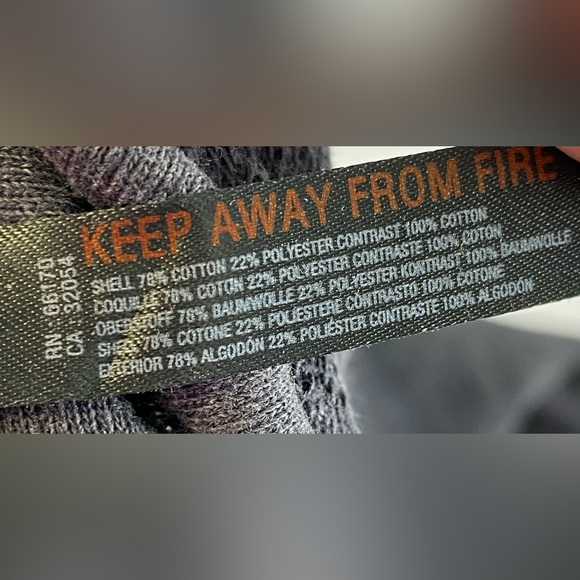 KEEP AWAY FROM FIRE
SHELL 78% COTTON 22% POLYESTER CONTRAST 100% COTTON
COQUILLE 78% COTON 22% POLYESTER CONTRASTE 100% COTON
OBERSTOFF 78% BAUMWOLLE 22% POLYESTER KONTRAST 100% BAUMWOLLE
SHELL 78% COTONE 22% POLIESTERE CONTRASTO 100% COTONE
EXTERIOR 78% ALGODÓN 22% POLIÉSTER CONTRASTE 100% ALGODÓN
RN: 06170
CA 32054